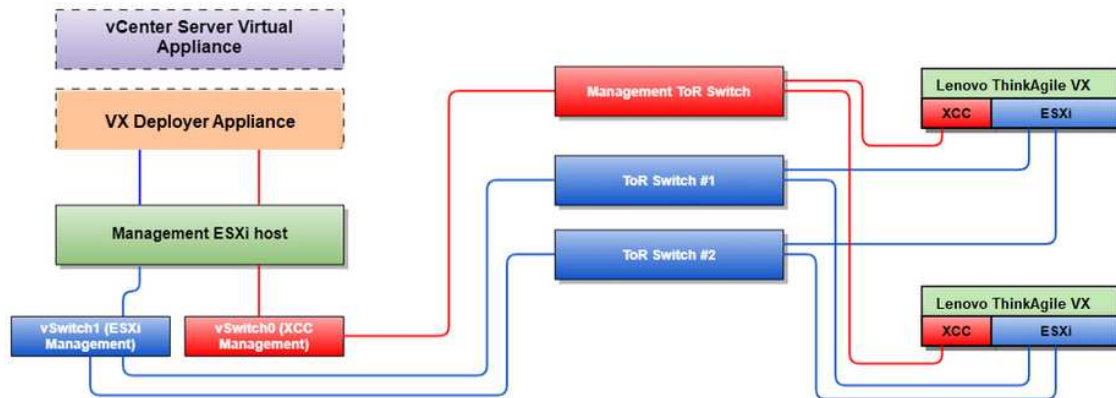 vCenter Server Virtual
Appliance
VX Deployer Appliance
Management ESXi host
vSwitch1 (ESXi
Management)
vSwitch0 (XCC
Management)
Management ToR Switch
ToR Switch #1
ToR Switch #2
Lenovo ThinkAgile VX
XCC
ESXi
Lenovo ThinkAgile VX
XCC
ESXi